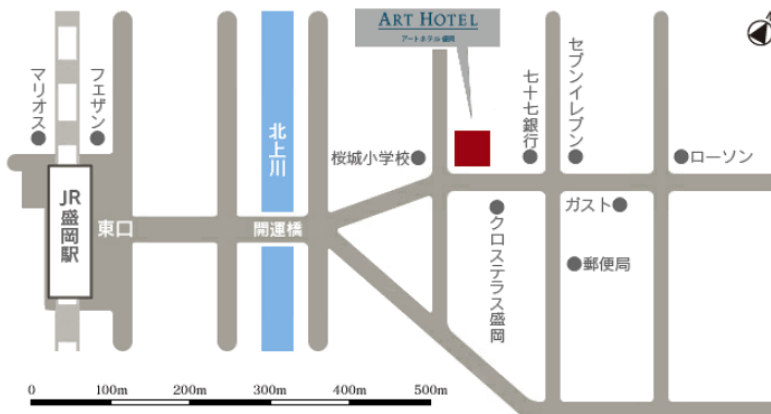 ART HOTEL
アートホテル盛岡
マリオス
フェザン
北上川
桜城小学校
七十七銀行
セブンイレブン
ローソン
JR盛岡駅
東口
開運橋
クロステラス盛岡
ガスト
郵便局
0 100m 200m 300m 400m 500m